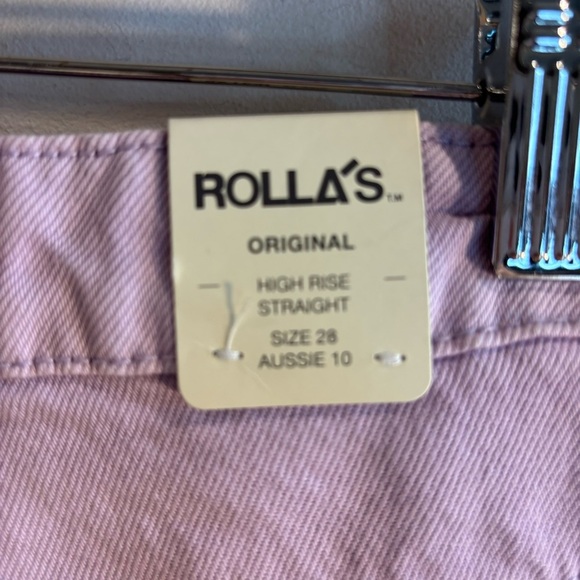 ROLLA'S™
ORIGINAL
HIGH RISE
STRAIGHT
SIZE 28
AUSSIE 10